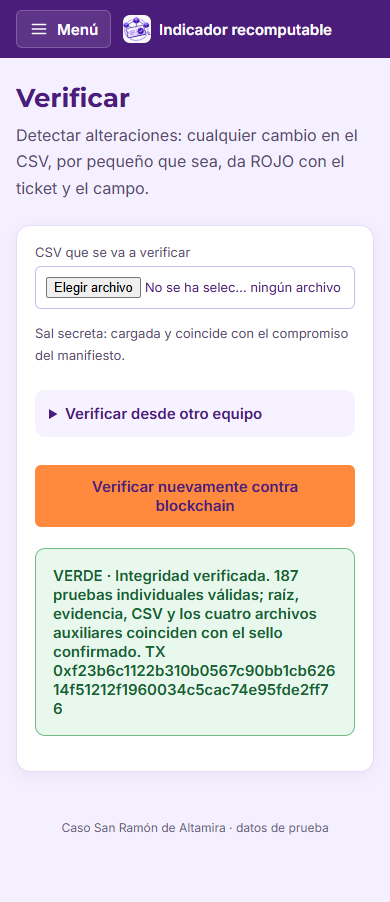 Menú
Indicador recomputable
Verificar
Detectar alteraciones: cualquier cambio en el
CSV, por pequeño que sea, da ROJO con el
ticket y el campo.
CSV que se va a verificar
Elegir archivo No se ha selec... ningún archivo
Sal secreta: cargada y coincide con el compromiso
del manifiesto.
Verificar desde otro equipo
Verificar nuevamente contra
blockchain
VERDE · Integridad verificada. 187
pruebas individuales válidas; raíz,
evidencia, CSV y los cuatro archivos
auxiliares coinciden con el sello
confirmado. TX
0xf23b6c1122b310b0567c90bb1cb626
14f51212f1960034c5cac74e95fde2ff7
6
Caso San Ramón de Altamira · datos de prueba